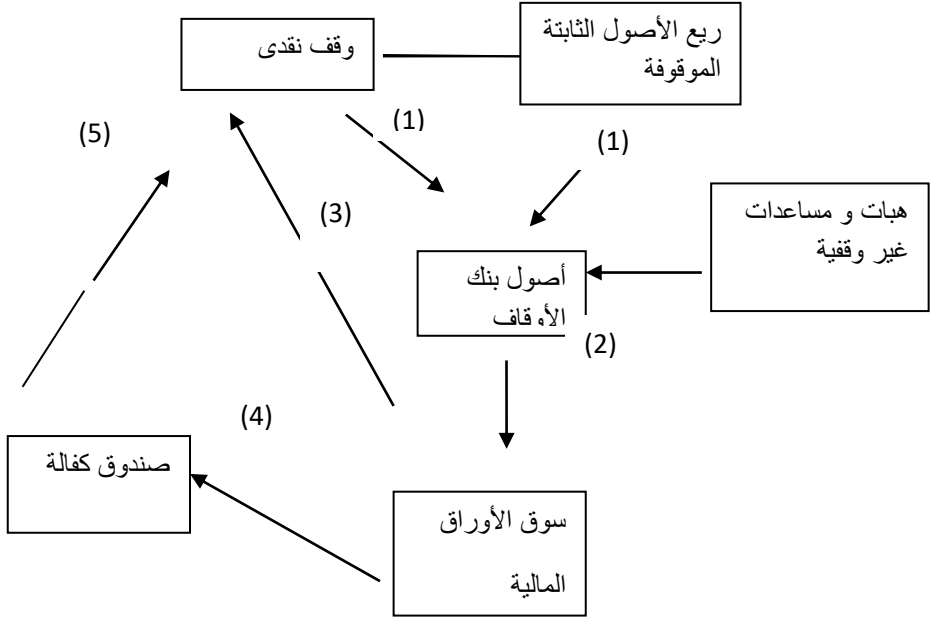 ريع الأصول الثابتة
الموقوفة
وقف نقدى
(1)
(5)
(1)
هبات و مساعدات
غير وقفية
(3)
أصول بنك
الأوقاف
(2)
(4)
صندوق كفالة
سوق الأوراق
المالية